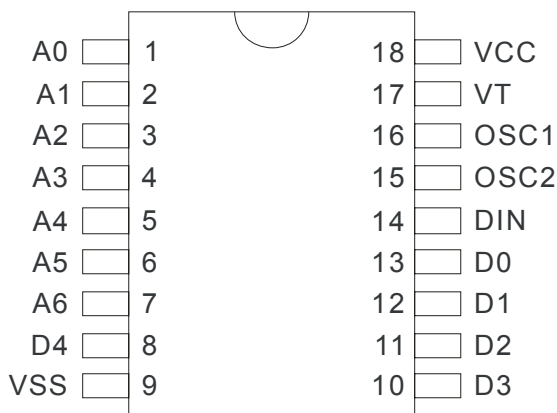 A0 1 18 VCC
A1 2 17 VT
A2 3 16 OSC1
A3 4 15 OSC2
A4 5 14 DIN
A5 6 13 D0
A6 7 12 D1
D4 8 11 D2
VSS 9 10 D3